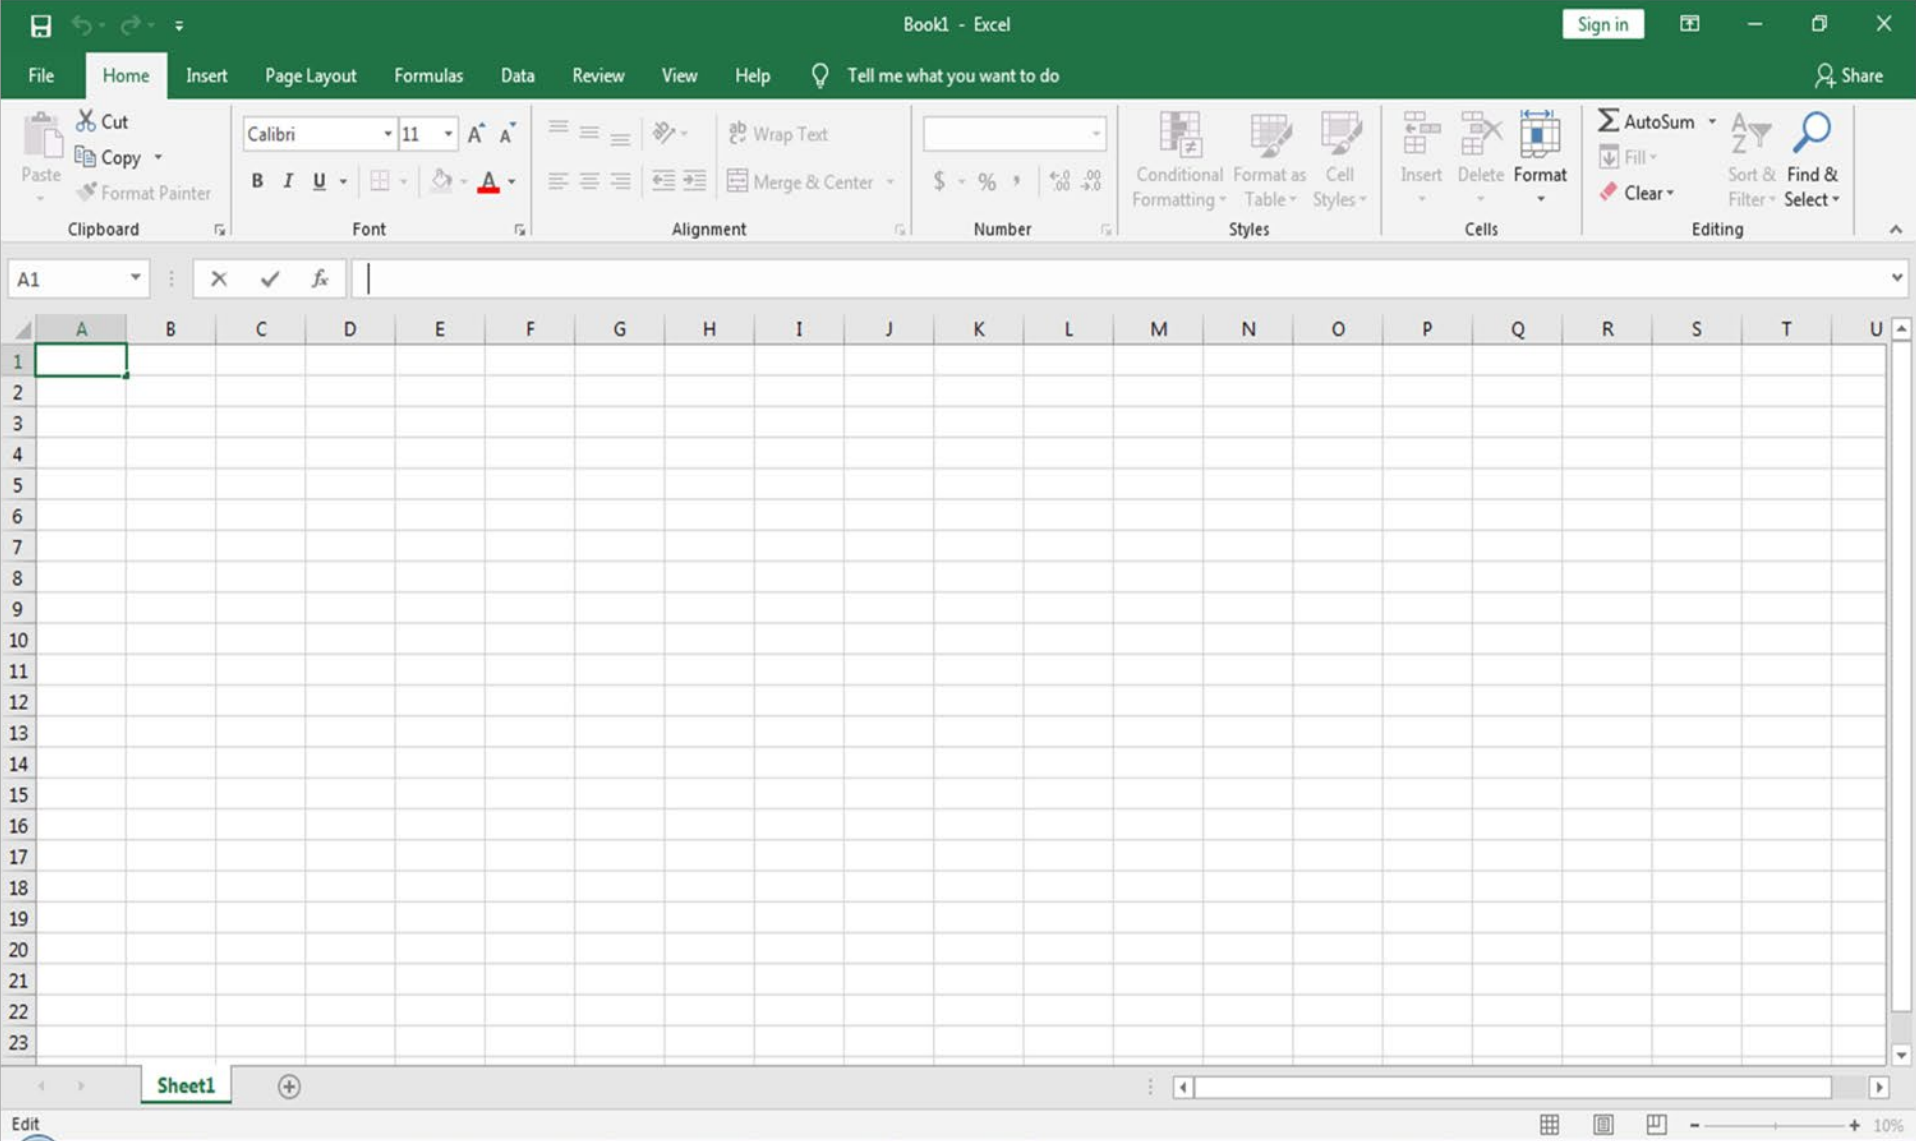 Book1 - Excel
Sign in
File Home Insert Page Layout Formulas Data Review View Help Tell me what you want to do Share
Paste
Cut
Copy
Format Painter
Clipboard
Calibri 11
B I U A
Font
Wrap Text
Merge & Center
Alignment
$ % ,
Number
Conditional Formatting
Format as Table
Cell Styles
Styles
Insert Delete Format
Cells
AutoSum
Fill
Clear
Sort & Filter
Find & Select
Editing
A1 fx
A B C D E F G H I J K L M N O P Q R S T U
1
2
3
4
5
6
7
8
9
10
11
12
13
14
15
16
17
18
19
20
21
22
23
Sheet1
Edit
10%